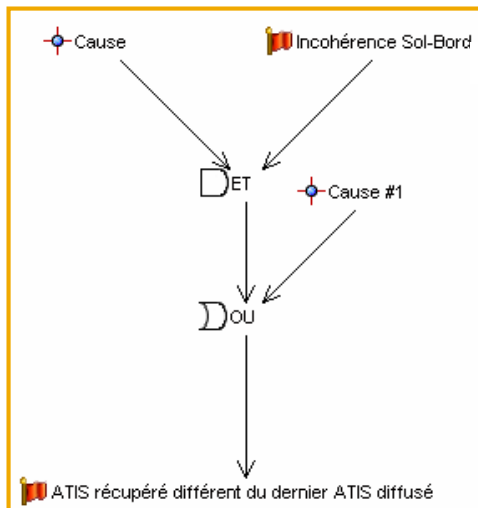 Cause
Incohérence Sol-Bord
ET
Cause #1
OU
ATIS récupéré différent du dernier ATIS diffusé